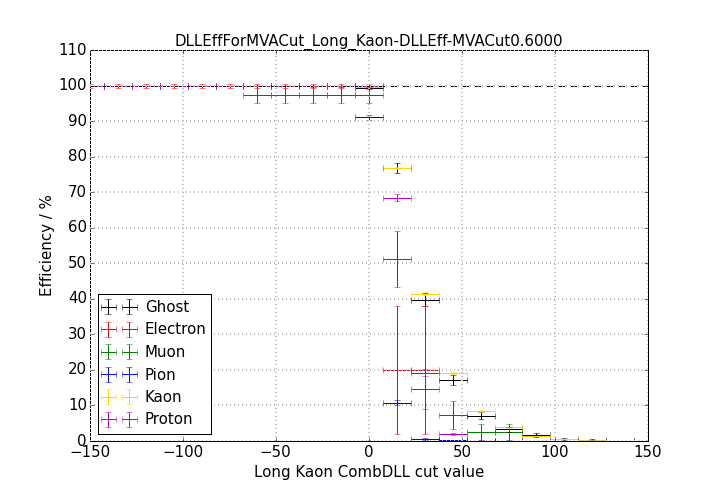 DLLEffForMVACut_Long_Kaon-DLLEff-MVACut0.6000
110
100
90
80
70
60
50
40
30
20
10
0
Efficiency / %
Ghost
Electron
Muon
Pion
Kaon
Proton
−150 −100 −50 0 50 100 150
Long Kaon CombDLL cut value